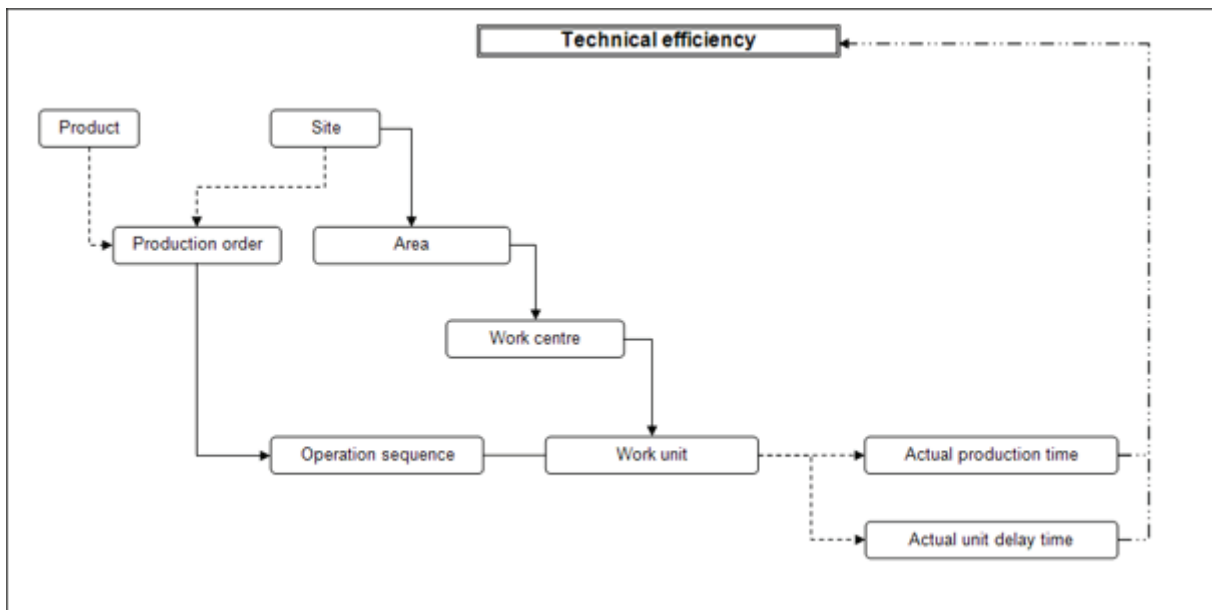 Technical efficiency
Product
Site
Production order
Area
Work centre
Operation sequence
Work unit
Actual production time
Actual unit delay time